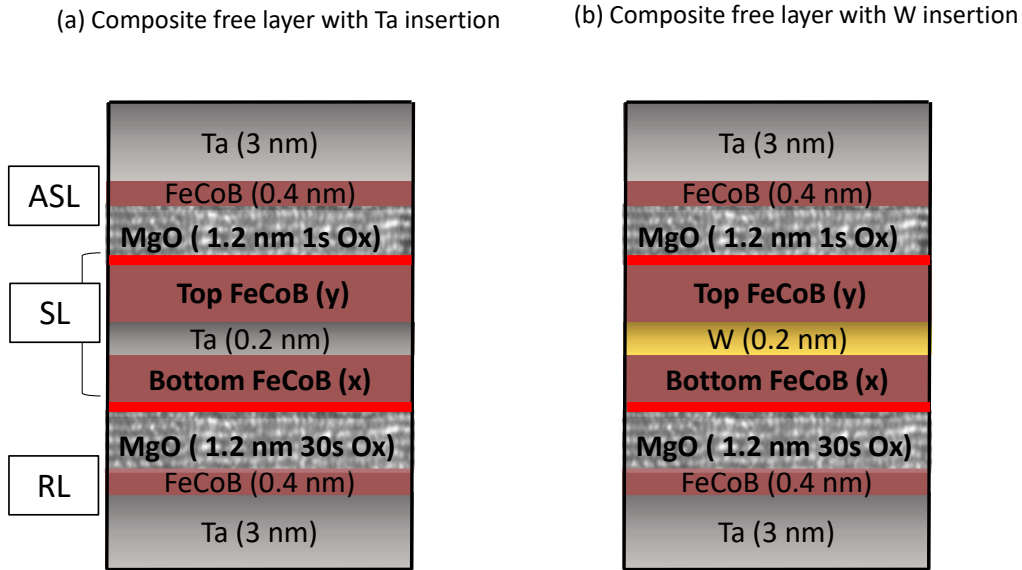 (a) Composite free layer with Ta insertion
Ta (3 nm)
FeCoB (0.4 nm)
MgO ( 1.2 nm 1s Ox)
Top FeCoB (y)
Ta (0.2 nm)
Bottom FeCoB (x)
MgO ( 1.2 nm 30s Ox)
FeCoB (0.4 nm)
Ta (3 nm)
ASL
SL
RL
(b) Composite free layer with W insertion
Ta (3 nm)
FeCoB (0.4 nm)
MgO ( 1.2 nm 1s Ox)
Top FeCoB (y)
W (0.2 nm)
Bottom FeCoB (x)
MgO ( 1.2 nm 30s Ox)
FeCoB (0.4 nm)
Ta (3 nm)